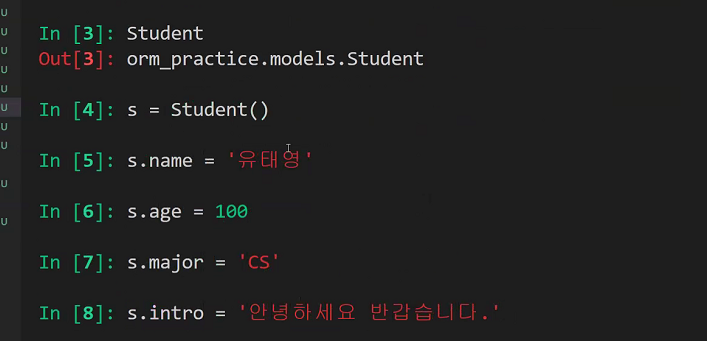 U
In [3]: Student
U
Out[3]: orm_practice.models.Student
U
U
U
In [4]: s = Student()
U
U
U
In [5]: s.name = '유태영'
U
In [6]: s.age = 100
U
In [7]: s.major = 'CS'
In [8]: s.intro = '안녕하세요 반갑습니다.'